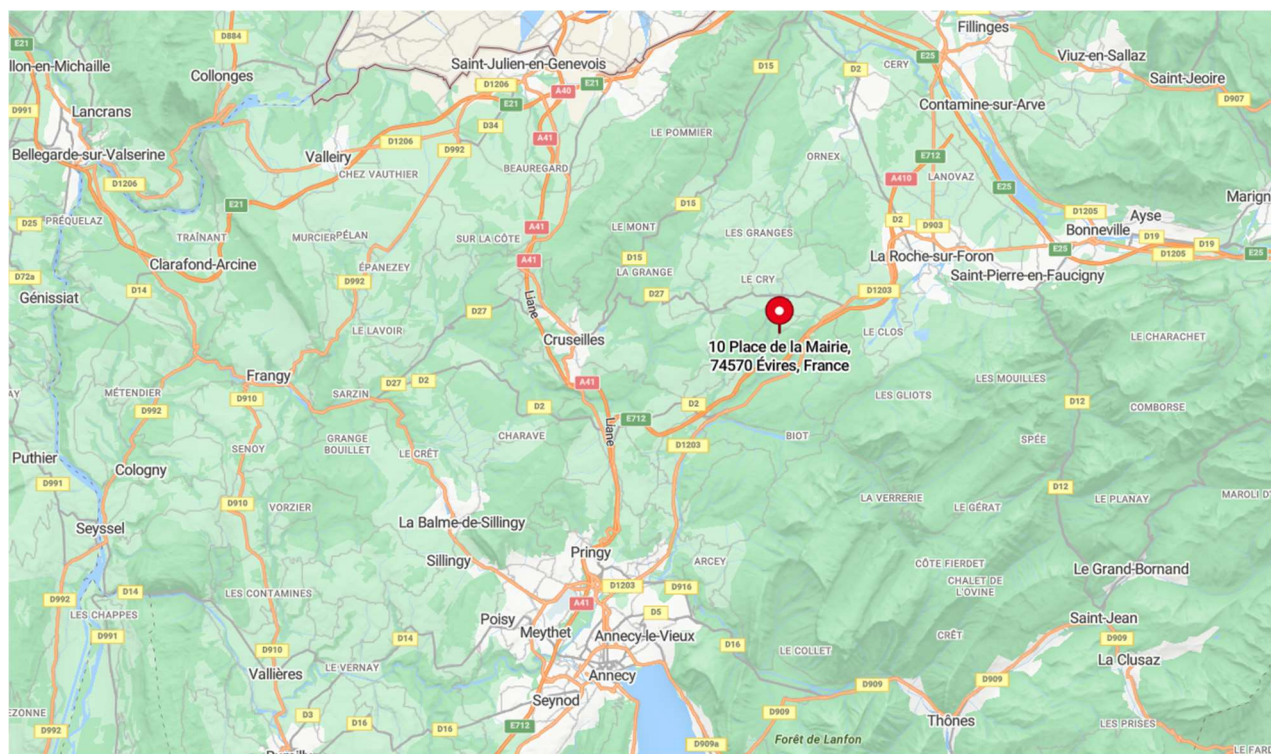 Fillinges
E21
D884
Saint-Julien-en-Genevois
D15
D2
CERY
E25
Viuz-en-Sallaz
llon-en-Michaille
Collonges
D1206
E21
A40
E21
Saint-Jeoire
D907
D991
Lancrans
D34
A41
LE POMMIER
Contamine-sur-Arve
Bellegarde-sur-Valserine
Valleiry
D1206
D992
BEAUREGARD
ORNEX
E712
D1206
CHEZ VAUTHIER
A410
LANOVAZ
E25
E21
D15
Marign
D25
PRÉQUELAZ
TRAÎNANT
MURCIER
PÉLAN
SUR LA CÔTE
A41
LE MONT
LES GRANGES
D2
D903
D1205
Ayse
Bonneville
D19
D19
Clarafond-Arcine
A41
D15
La Roche-sur-Foron
E25
D1205
E25
D72a
ÉPANEZEY
LA GRANGE
LE CRY
Saint-Pierre-en-Faucigny
Génissiat
D14
D992
Liane
D27
D1203
D27
LE LAVOIR
Cruseilles
10 Place de la Mairie,
74570 Évires, France
LE CLOS
LE CHARACHET
Frangy
SARZIN
D27
D2
A41
LES MOUILLES
MÉTENDIER
D910
D2
E712
D2
LES GLIOTS
D12
COMBORSE
D992
Liane
SENOY
GRANGE
BOUILLET
CHARAVE
D1203
BIOT
SPÉE
Puthier
Cologny
LE CRÊT
D991
D12
D910
VORZIER
LA VERRERIE
LE GÉRAT
LE PLANAY
MAROLI D'
Seyssel
La Balme-de-Sillingy
Sillingy
Pringy
ARCEY
CÔTE FIERDET
Le Grand-Bornand
D992
D14
LES CONTAMINES
D1203
D916
CHALET DE
L'OVINE
LES CHAPPES
A41
D5
Poisy
Saint-Jean
D991
Meythet
Annecy-le-Vieux
CRÊT
D909
D910
D14
D16
LE COLLET
La Clusaz
Vallières
LE VERNAY
Annecy
D909
D909
Seynod
EZONNE
D3
D16
D16
E712
D909
Thônes
LES PRISES
D992
D909a
Forêt de Lanfon